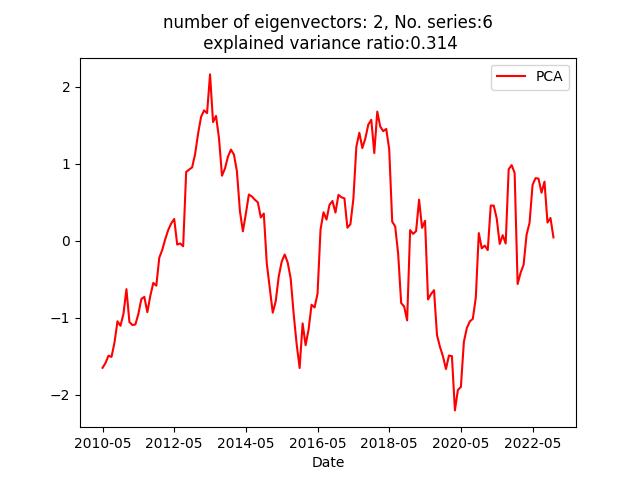 number of eigenvectors: 2, No. series:6
explained variance ratio:0.314
PCA
2
1
0
−1
−2
2010-05 2012-05 2014-05 2016-05 2018-05 2020-05 2022-05
Date